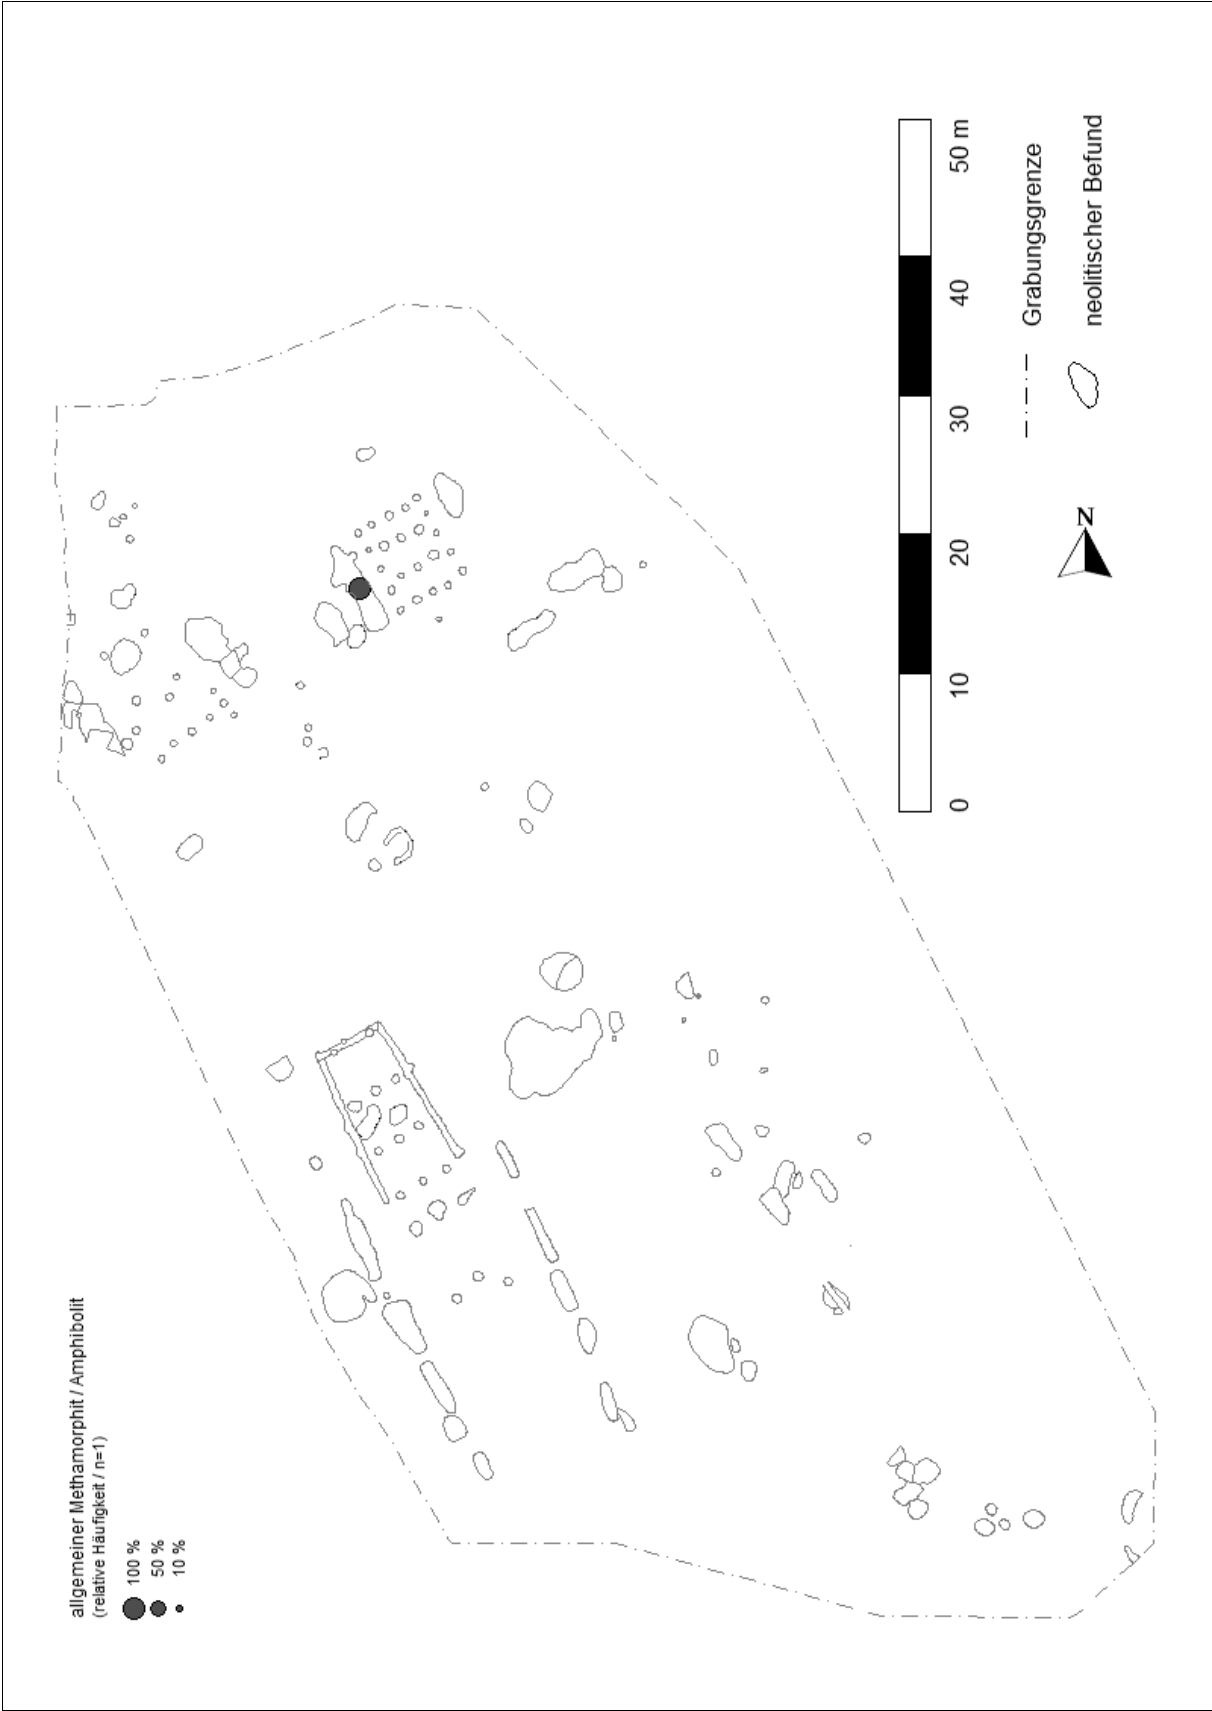 allgemeiner Methamorphit / Amphibolit
(relative Häufigkeit / n=1)
100 %
50 %
10 %
0 10 20 30 40 50 m
Grabungsgrenze
neolitischer Befund
N